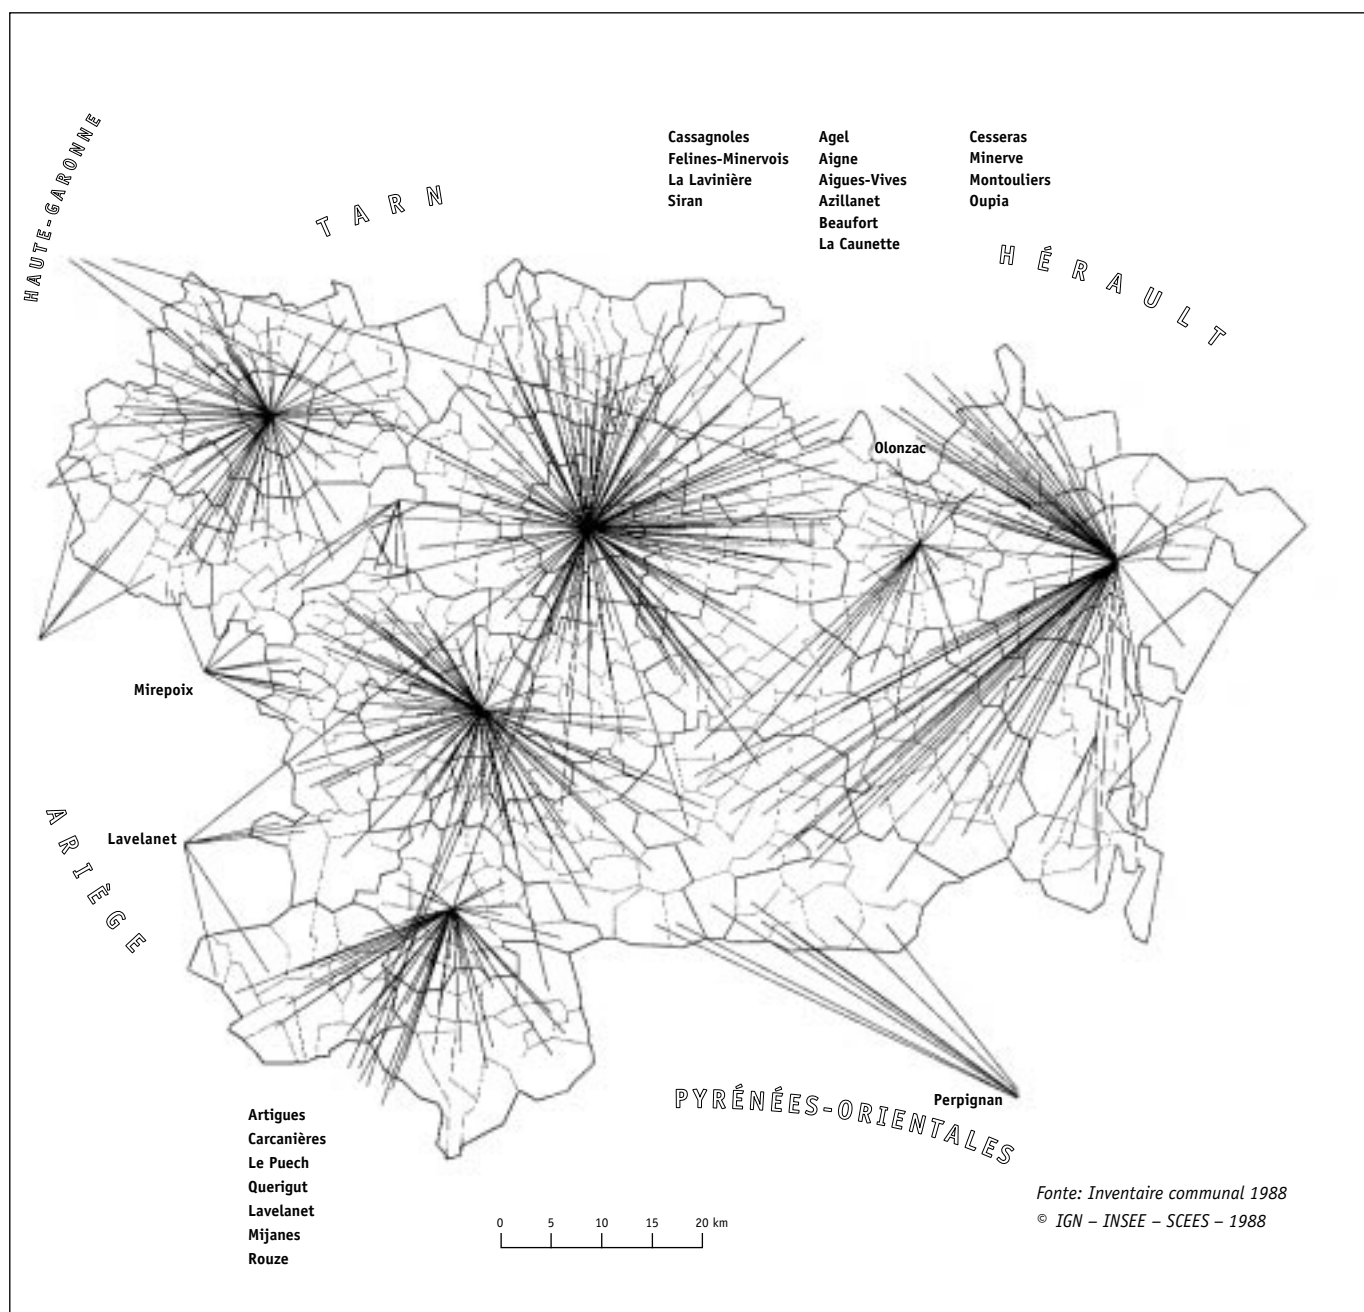 HAUTE-GARONNE
TARN
Cassagnoles
Felines-Minervois
La Lavinière
Siran
Agel
Aigne
Aigues-Vives
Azillanet
Beaufort
La Caunette
Cesseras
Minerve
Montouliers
Oupia
HÉRAULT
Olonzac
Mirepoix
Lavelanet
ARIÈGE
Perpignan
PYRÉNÉES-ORIENTALES
Artigues
Carcanières
Le Puech
Querigut
Lavelanet
Mijanes
Rouze
0 5 10 15 20 km
Fonte: Inventaire communal 1988
© IGN – INSEE – SCEES – 1988